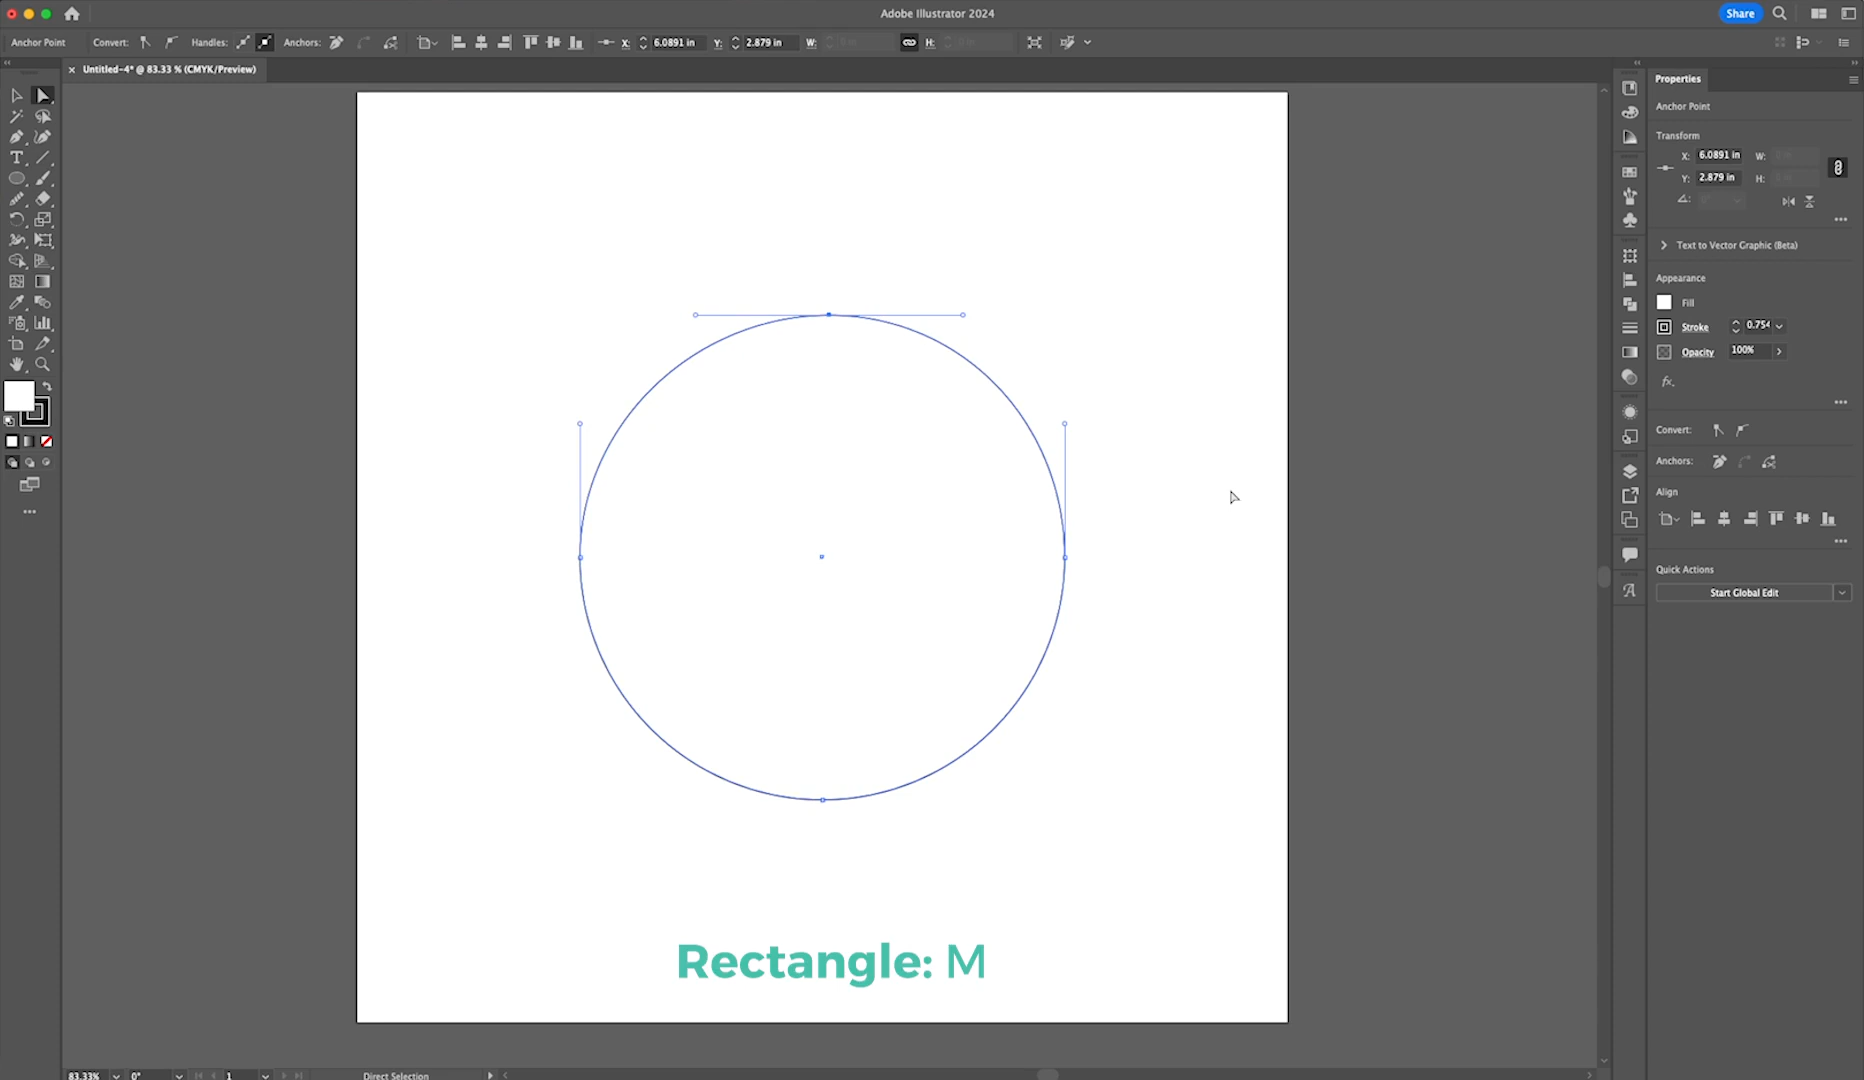 Adobe Illustrator 2024
Share
Anchor Point
Convert:
Handles:
Anchors:
X: 6.0891 in
Y: 2.879 in
W:
H:
Untitled-4* @ 83.33 % (CMYK/Preview)
Properties
Anchor Point
Transform
X: 6.0891 in W:
Y: 2.879 in H:
Text to Vector Graphic (Beta)
Appearance
Fill
Stroke 0.754
Opacity 100%
fx.
Convert:
Anchors:
Align
Quick Actions
Start Global Edit
Rectangle: M
83.33% 0° 1 Direct Selection